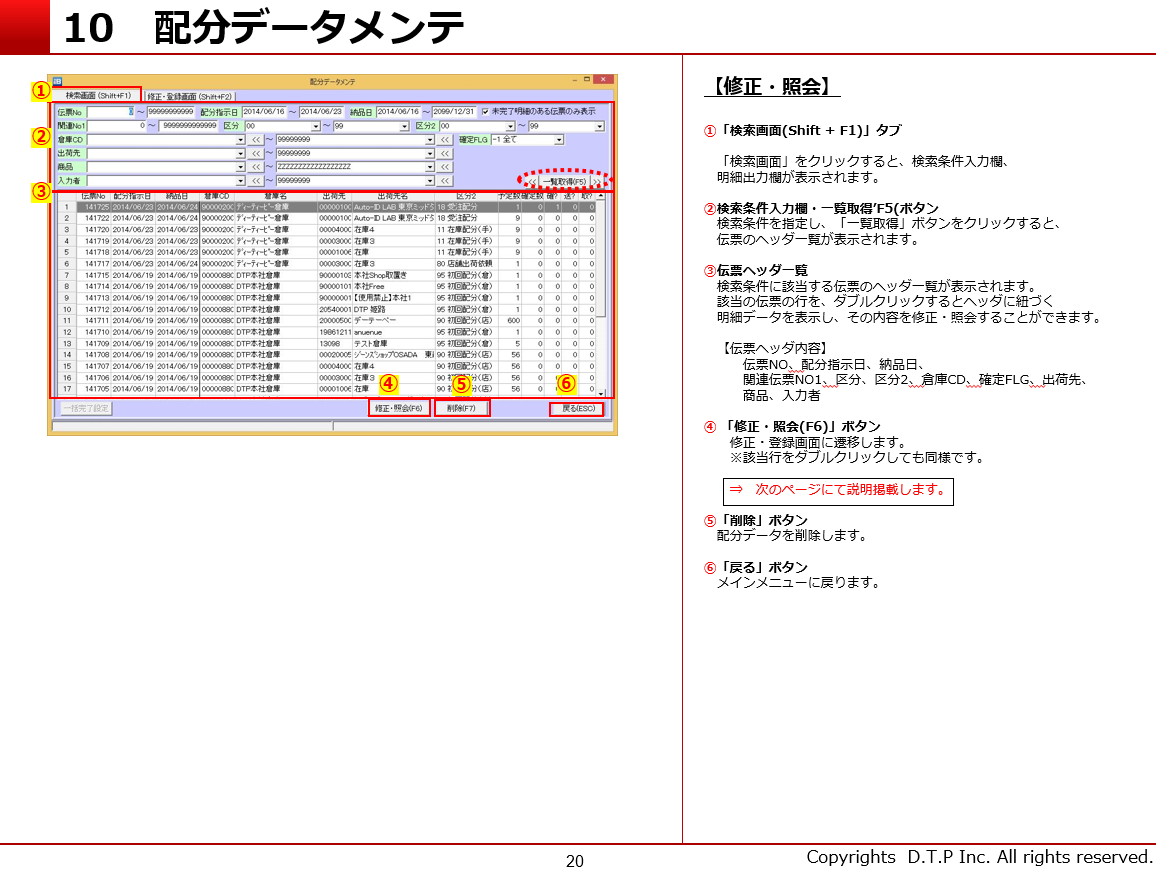 10 配分データメンテ
配分データメンテ
①
検索画面 (Shift+F1) 修正・登録画面 (Shift+F2)
伝票No 0 ～ 99999999999 配分指示日 2014/06/16 ～ 2014/06/23 納品日 2014/06/16 ～ 2099/12/31 未完了明細のある伝票のみ表示
関連No1 0 ～ 9999999999999 区分 00 ～ 99 区分2 00 ～ 99
②
倉庫CD << ～ 99999999 << 確定FLG -1 全て
出荷先 << ～ 99999999 <<
商品 << ～ ZZZZZZZZZZZZZZZZZZZ <<
入力者 << ～ 99999999 << << 一覧取得(F5) >>
③
伝票No 配分指示日 納品日 倉庫CD 倉庫名 出荷先 出荷先名 区分2 予定数 確定数 確? 送? 取?
1 141725 2014/06/23 2014/06/24 9000020 ディーティーピー倉庫 0000010 Auto-ID LAB 東京ミッドタ 18 受注配分 1 0 1 0 0
2 141722 2014/06/23 2014/06/24 9000020 ディーティーピー倉庫 0000010 Auto-ID LAB 東京ミッドタ 18 受注配分 9 0 0 0 0
3 141720 2014/06/23 2014/06/23 9000020 ディーティーピー倉庫 0000400 在庫4 11 在庫配分(手) 9 0 0 0 0
4 141719 2014/06/23 2014/06/23 9000020 ディーティーピー倉庫 0000300 在庫3 11 在庫配分(手) 9 0 0 0 0
5 141718 2014/06/23 2014/06/23 9000020 ディーティーピー倉庫 0000100 在庫 11 在庫配分(手) 9 0 0 0 0
6 141717 2014/06/23 2014/06/24 9000020 ディーティーピー倉庫 0000300 在庫3 80 店舗出荷依頼 1 0 0 0 0
7 141715 2014/06/19 2014/06/19 0000088 DTP本社倉庫 9000010 本社Shop取置き 95 初回配分(倉) 1 0 0 0 0
8 141714 2014/06/19 2014/06/19 0000088 DTP本社倉庫 9000010 本社Free 95 初回配分(倉) 1 0 0 0 0
9 141713 2014/06/19 2014/06/19 0000088 DTP本社倉庫 9000000 【使用禁止】本社1 95 初回配分(倉) 1 0 0 0 0
10 141712 2014/06/19 2014/06/19 0000088 DTP本社倉庫 2054000 DTP 姫路 95 初回配分(倉) 1 0 0 0 0
11 141711 2014/06/19 2014/06/19 0000088 DTP本社倉庫 2000050 データーベー 90 初回配分(店) 600 0 0 0 0
12 141710 2014/06/19 2014/06/19 0000088 DTP本社倉庫 1986121 anuenue 95 初回配分(倉) 1 0 0 0 0
13 141709 2014/06/19 2014/06/19 0000088 DTP本社倉庫 13098 テスト倉庫 95 初回配分(倉) 5 0 0 0 0
14 141708 2014/06/19 2014/06/19 0000088 DTP本社倉庫 0002000 ジーンズショップOSADA 東 90 初回配分(店) 56 0 0 0 0
15 141707 2014/06/19 2014/06/19 0000088 DTP本社倉庫 0000400 在庫4 90 初回配分(店) 56 0 0 0 0
16 141706 2014/06/19 2014/06/19 0000088 DTP本社倉庫 0000300 在庫3 90 初回配分(店) 56 0 0 0
17 141705 2014/06/19 2014/06/19 0000088 DTP本社倉庫 0000100 在庫 90 初回配分(店) 56 0 0 0
④ ⑤ ⑥
一括完了設定 修正・照会(F6) 削除(F7) 戻る(ESC)
【修正・照会】
①「検索画面(Shift + F1)」タブ
「検索画面」をクリックすると、検索条件入力欄、
明細出力欄が表示されます。
②検索条件入力欄・一覧取得'F5(ボタン
検索条件を指定し、「一覧取得」ボタンをクリックすると、
伝票のヘッダ一覧が表示されます。
③伝票ヘッダ一覧
検索条件に該当する伝票のヘッダ一覧が表示されます。
該当の伝票の行を、ダブルクリックするとヘッダに紐づく
明細データを表示し、その内容を修正・照会することができます。
【伝票ヘッダ内容】
伝票NO、配分指示日、納品日、
関連伝票NO1、区分、区分2、倉庫CD、確定FLG、出荷先、
商品、入力者
④ 「修正・照会(F6)」ボタン
修正・登録画面に遷移します。
※該当行をダブルクリックしても同様です。
⇒ 次のページにて説明掲載します。
⑤「削除」ボタン
配分データを削除します。
⑥「戻る」ボタン
メインメニューに戻ります。
20
Copyrights D.T.P Inc. All rights reserved.